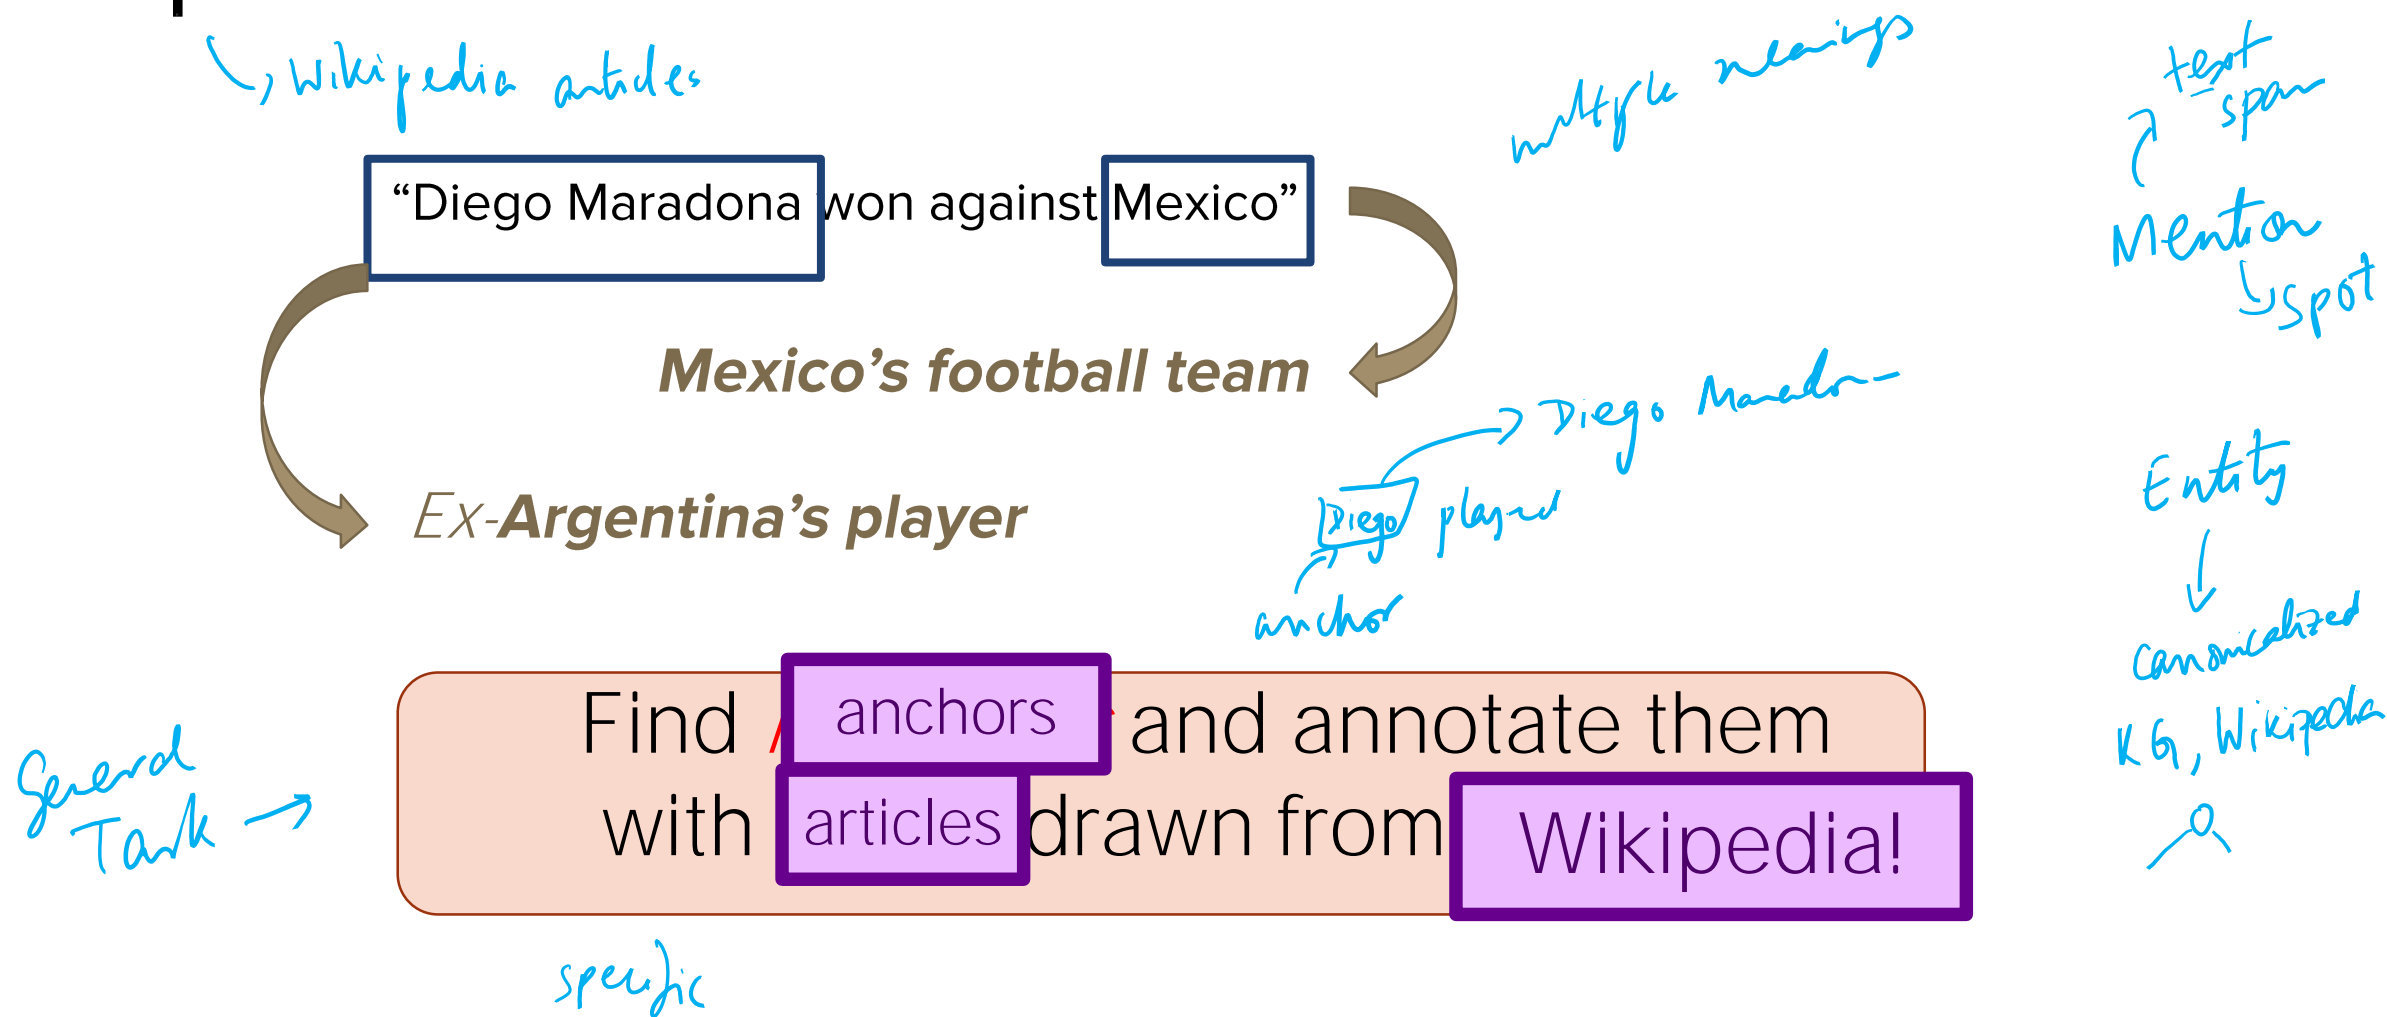 Wikipedia articles
multiple meanings
text
span
Mention
spot
“Diego Maradona won against Mexico”
Mexico’s football team
Diego
Ex-Argentina’s player
Diego played
anchor
Entity
canonicalized
KG, Wikipedia
General
Task
Find anchors and annotate them
with articles drawn from Wikipedia!
specific